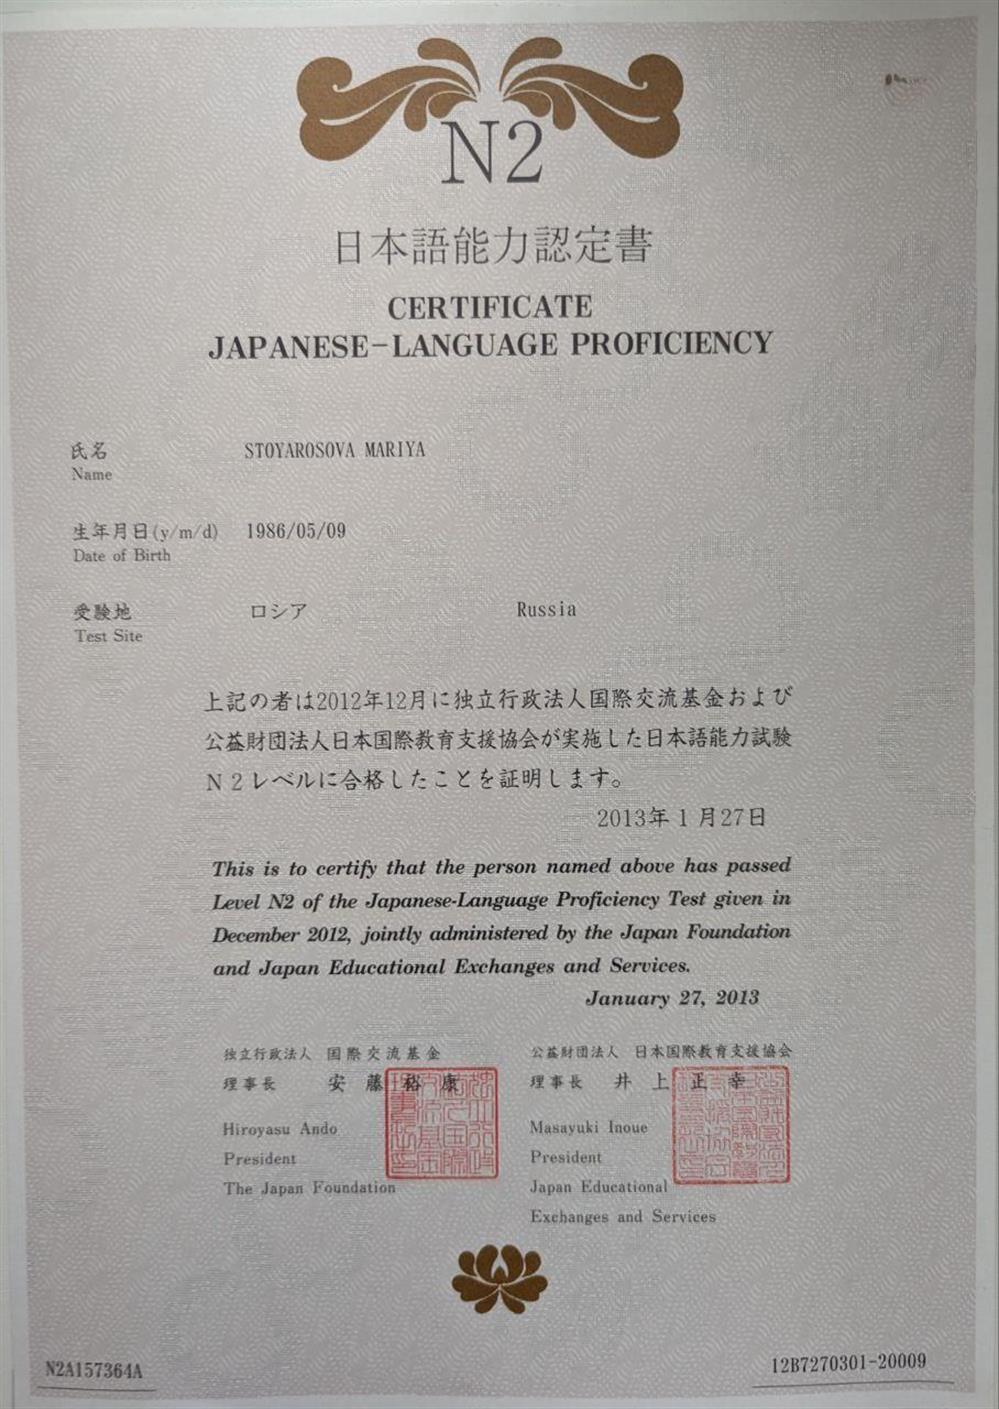 N2
日本語能力認定書
CERTIFICATE
JAPANESE-LANGUAGE PROFICIENCY
氏名 STOYAROSOVA MARIYA
Name
生年月日(y/m/d) 1986/05/09
Date of Birth
受験地 ロシア Russia
Test Site
上記の者は2012年12月に独立行政法人国際交流基金および
公益財団法人日本国際教育支援協会が実施した日本語能力試験
N2レベルに合格したことを証明します。
2013年1月27日
This is to certify that the person named above has passed
Level N2 of the Japanese-Language Proficiency Test given in
December 2012, jointly administered by the Japan Foundation
and Japan Educational Exchanges and Services.
January 27, 2013
独立行政法人 国際交流基金
理事長 安藤裕康
Hiroyasu Ando
President
The Japan Foundation
公益財団法人 日本国際教育支援協会
理事長 井上正幸
Masayuki Inoue
President
Japan Educational
Exchanges and Services
N2A157364A
12B7270301-20009